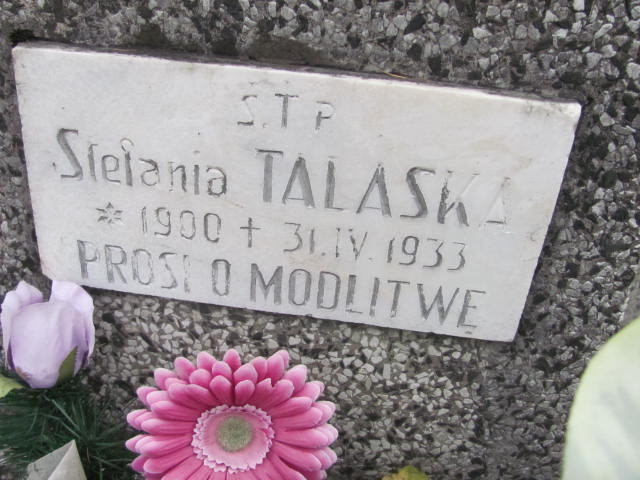 Ś.T P
Stefania TALASKA
* 1900 + 31.IV.1933
PROSI O MODLITWĘ